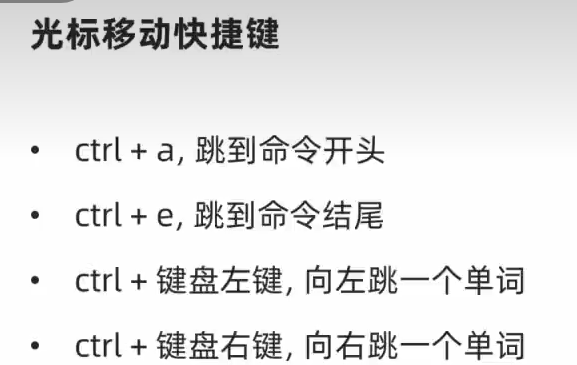 光标移动快捷键
• ctrl + a, 跳到命令开头
• ctrl + e, 跳到命令结尾
• ctrl + 键盘左键, 向左跳一个单词
• ctrl + 键盘右键, 向右跳一个单词